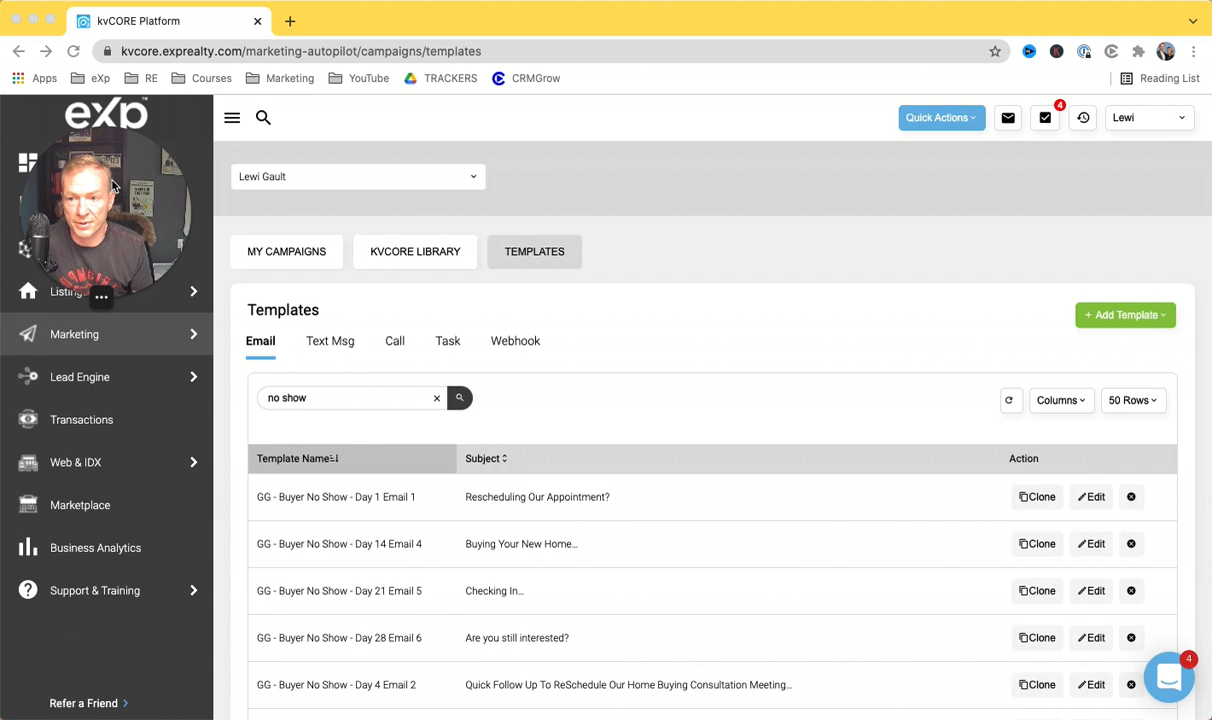 kvCORE Platform
kvcore.exprealty.com/marketing-autopilot/campaigns/templates
Apps eXp RE Courses Marketing YouTube TRACKERS CRMGrow Reading List
eXp
Quick Actions 4 Lewi
Lewi Gault
MY CAMPAIGNS KVCORE LIBRARY TEMPLATES
Listing
Marketing
Lead Engine
Transactions
Web & IDX
Marketplace
Business Analytics
Support & Training
Refer a Friend
Templates + Add Template
Email Text Msg Call Task Webhook
no show Columns 50 Rows
Template Name Subject Action
GG - Buyer No Show - Day 1 Email 1 Rescheduling Our Appointment? Clone Edit
GG - Buyer No Show - Day 14 Email 4 Buying Your New Home... Clone Edit
GG - Buyer No Show - Day 21 Email 5 Checking In... Clone Edit
GG - Buyer No Show - Day 28 Email 6 Are you still interested? Clone Edit
GG - Buyer No Show - Day 4 Email 2 Quick Follow Up To ReSchedule Our Home Buying Consultation Meeting... Clone Edit
4